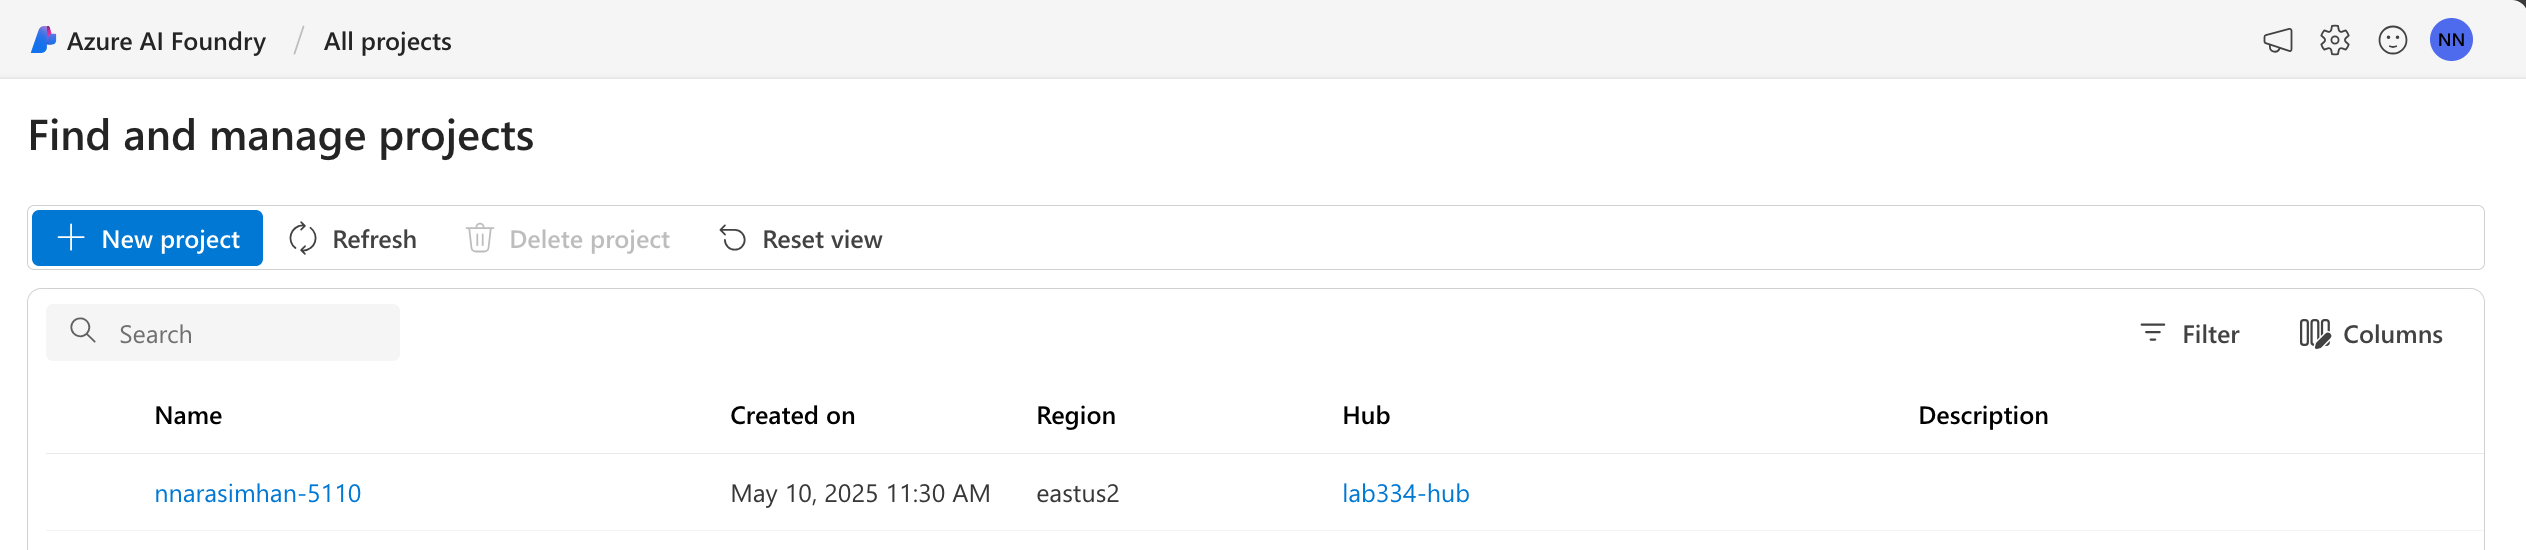 Azure AI Foundry / All projects NN
Find and manage projects
New project Refresh Delete project Reset view
Search Filter Columns
Name Created on Region Hub Description
nnarasimhan-5110 May 10, 2025 11:30 AM eastus2 lab334-hub